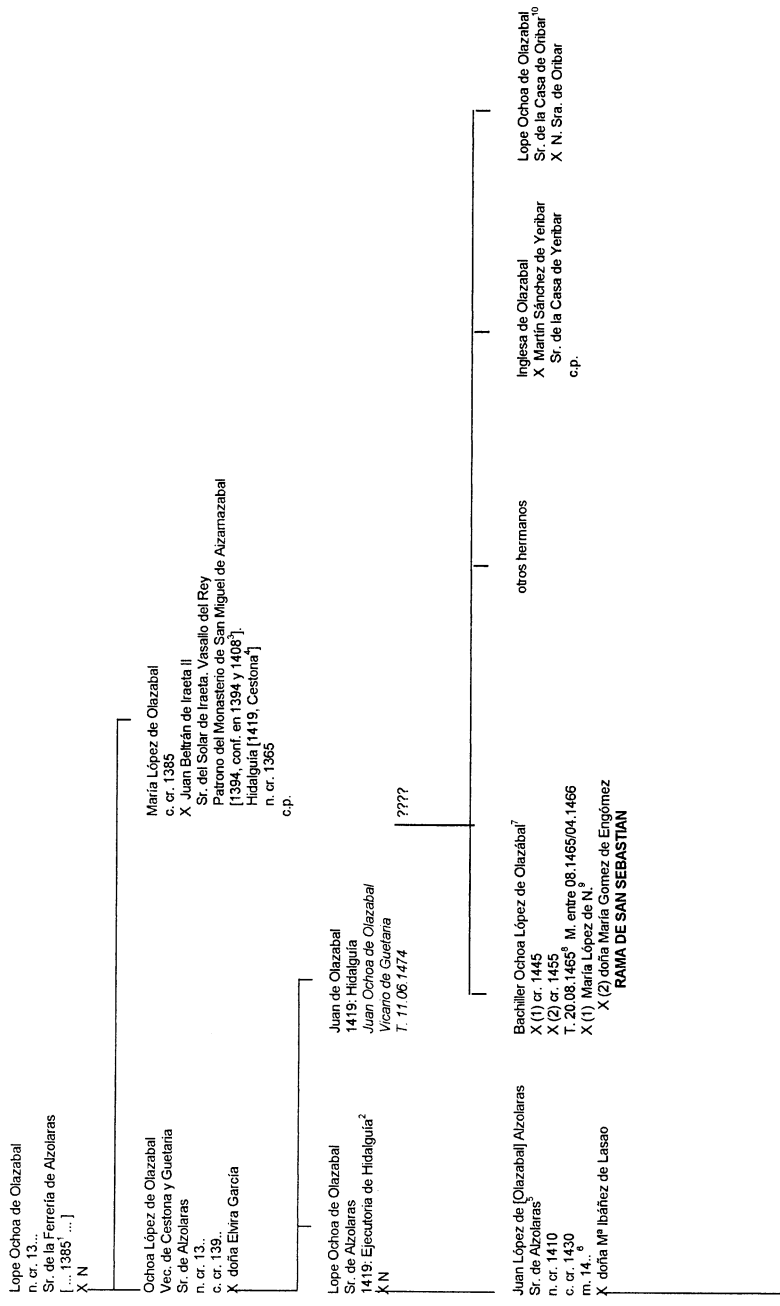 Lope Ochoa de Olazabal
n. cr. 13...
Sr. de la Ferrería de Alzolaras
[ ... 1385¹ ...]
X N
Ochoa López de Olazabal
Vec. de Cestona y Guetaria
Sr. de Alzolaras
n. cr. 13..
c. cr. 139..
X doña Elvira García
María López de Olazabal
c. cr. 1385
X Juan Beltrán de Iraeta II
Sr. del Solar de Iraeta. Vasallo del Rey
Patrono del Monasterio de San Miguel de Aizarnazabal
[1394, conf. en 1394 y 1408³].
Hidalguía [1419, Cestona⁴]
n. cr. 1365
c.p.
Lope Ochoa de Olazabal
Sr. de Alzolaras
1419: Ejecutoria de Hidalguía²
X N
Juan de Olazabal
1419: Hidalguía
Juan Ochoa de Olazabal
Vicario de Guetaria
T. 11.06.1474
????
Juan López de [Olazabal] Alzolaras
Sr. de Alzolaras⁵
n. cr. 1410
c. cr. 1430
m. 14..⁶
X doña Mª Ibáñez de Lasao
Bachiller Ochoa López de Olazábal⁷
X (1) cr. 1445
X (2) cr. 1455
T. 20.08.1465⁸ M. entre 08.1465/04.1466
X (1) María López de N.⁹
X (2) doña María Gomez de Engómez
RAMA DE SAN SEBASTIAN
otros hermanos
Inglesa de Olazabal
X Martín Sánchez de Yeribar
Sr. de la Casa de Yeribar
c.p.
Lope Ochoa de Olazabal
Sr. de la Casa de Oribar¹⁰
X N. Sra. de Oribar